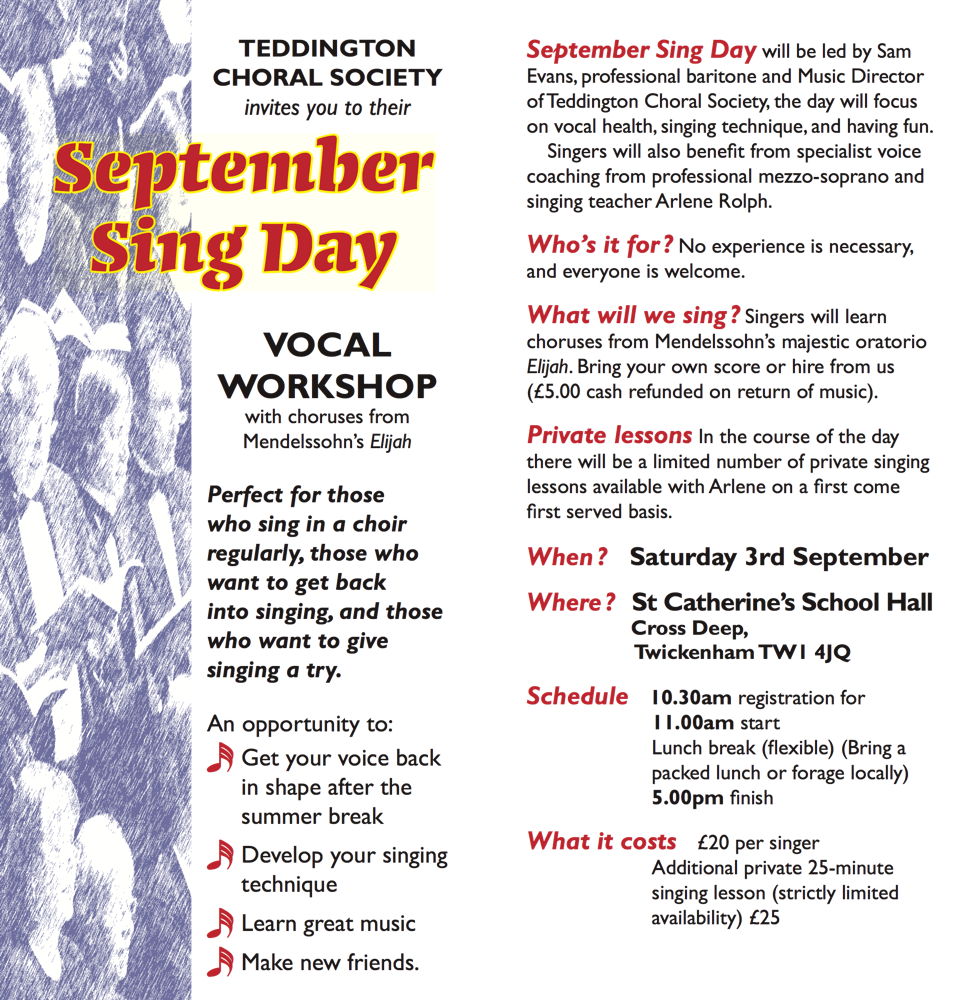 TEDDINGTON
CHORAL SOCIETY
invites you to their
September
Sing Day
VOCAL
WORKSHOP
with choruses from
Mendelssohn's Elijah
Perfect for those
who sing in a choir
regularly, those who
want to get back
into singing, and those
who want to give
singing a try.
An opportunity to:
Get your voice back
in shape after the
summer break
Develop your singing
technique
Learn great music
Make new friends.
September Sing Day will be led by Sam
Evans, professional baritone and Music Director
of Teddington Choral Society, the day will focus
on vocal health, singing technique, and having fun.
Singers will also benefit from specialist voice
coaching from professional mezzo-soprano and
singing teacher Arlene Rolph.
Who's it for? No experience is necessary,
and everyone is welcome.
What will we sing? Singers will learn
choruses from Mendelssohn's majestic oratorio
Elijah. Bring your own score or hire from us
(£5.00 cash refunded on return of music).
Private lessons In the course of the day
there will be a limited number of private singing
lessons available with Arlene on a first come
first served basis.
When? Saturday 3rd September
Where? St Catherine's School Hall
Cross Deep,
Twickenham TW1 4JQ
Schedule 10.30am registration for
11.00am start
Lunch break (flexible) (Bring a
packed lunch or forage locally)
5.00pm finish
What it costs £20 per singer
Additional private 25-minute
singing lesson (strictly limited
availability) £25